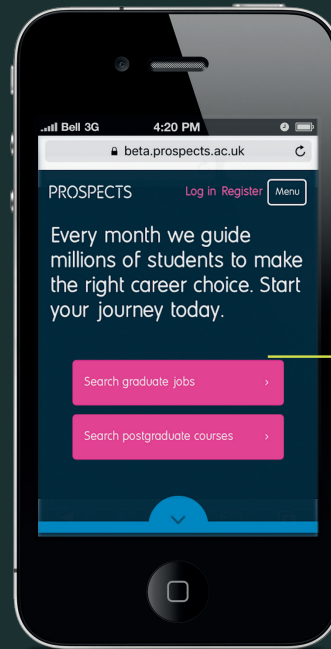 Bell 3G 4:20 PM
beta.prospects.ac.uk
PROSPECTS Log in Register Menu
Every month we guide
millions of students to make
the right career choice. Start
your journey today.
Search graduate jobs
Search postgraduate courses